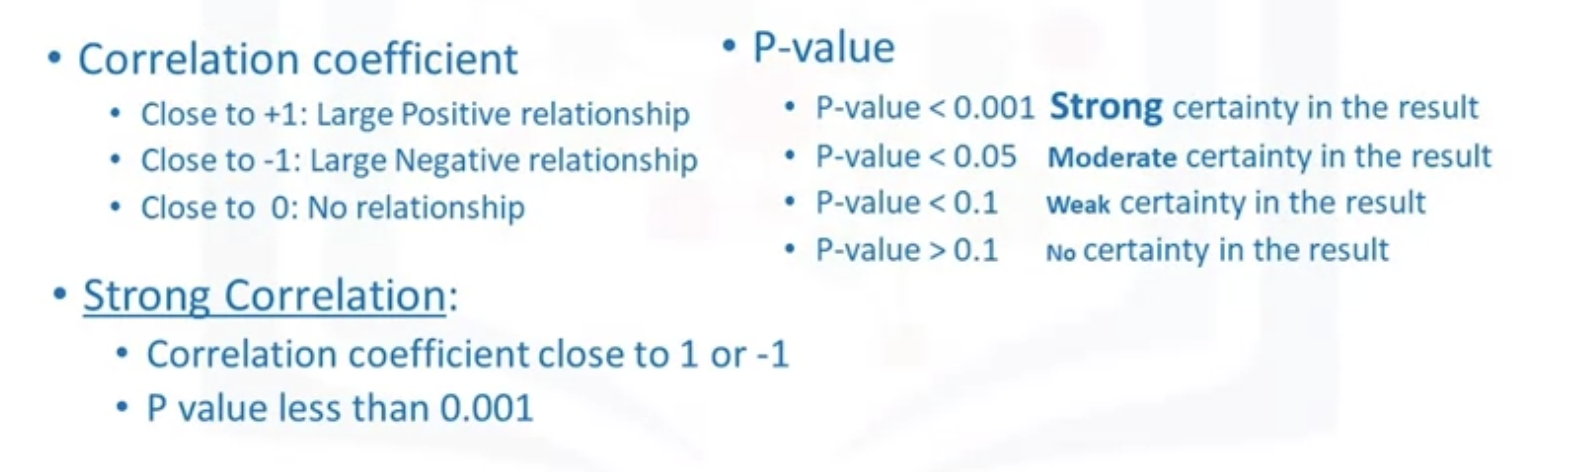 • Correlation coefficient
• Close to +1: Large Positive relationship
• Close to -1: Large Negative relationship
• Close to 0: No relationship
• P-value
• P-value < 0.001 Strong certainty in the result
• P-value < 0.05 Moderate certainty in the result
• P-value < 0.1 Weak certainty in the result
• P-value > 0.1 No certainty in the result
• Strong Correlation:
• Correlation coefficient close to 1 or -1
• P value less than 0.001